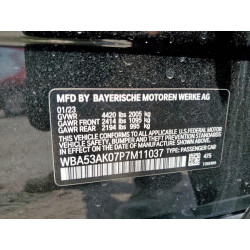 MFD BY BAYERISCHE MOTOREN WERKE AG
01/23
GVWR 4420 lbs 2005 kg
GAWR FRONT 2414 lbs 1095 kg
GAWR REAR 2194 lbs 995 kg
THIS VEHICLE CONFORMS TO ALL APPLICABLE U.S. FEDERAL MOTOR
VEHICLE SAFETY, BUMPER, AND THEFT PREVENTION STANDARDS
IN EFFECT ON THE DATE OF MANUFACTURE SHOWN ABOVE.
WBA53AK07P7M11037 TYPE: PASSENGER CAR
475